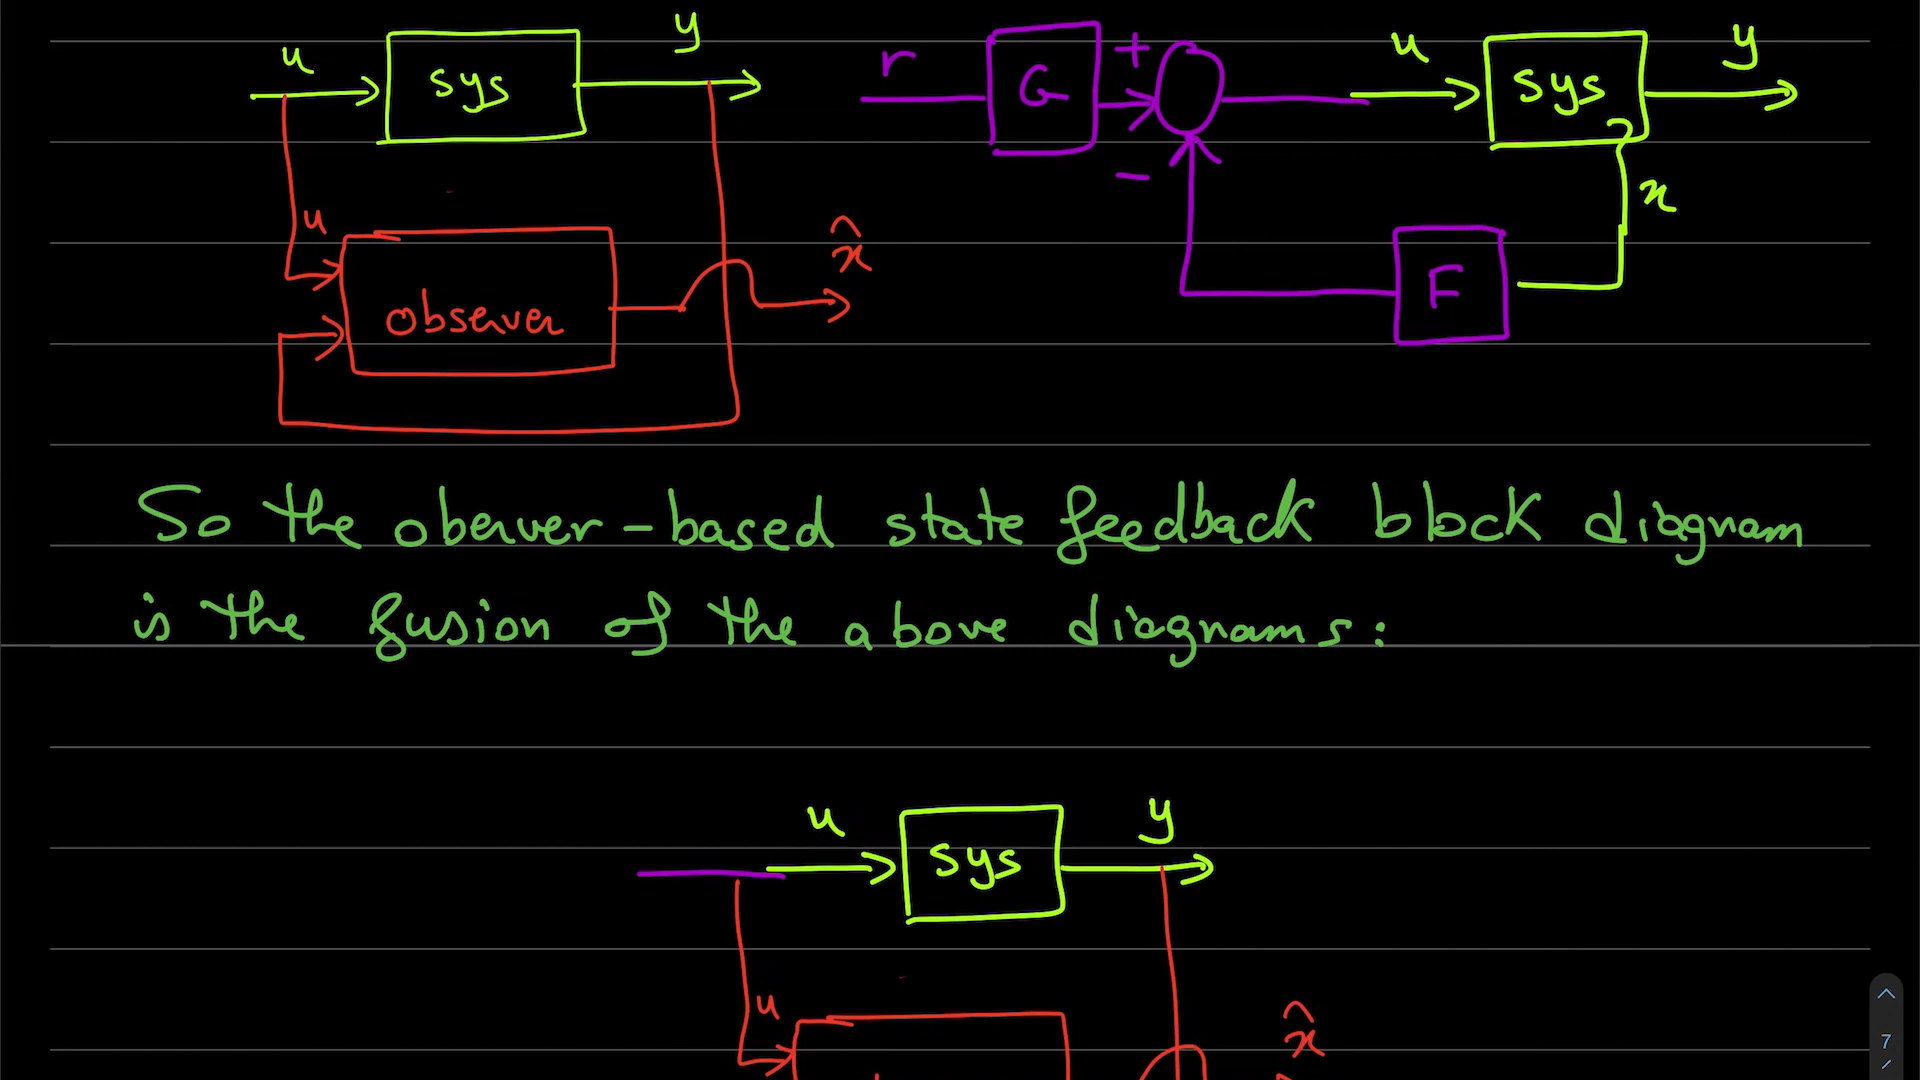 u sys y r G + u sys y
- x
u x̂
observer F
So the oberver-based state feedback block diagram
is the fusion of the above diagrams:
u sys y
u x̂
7